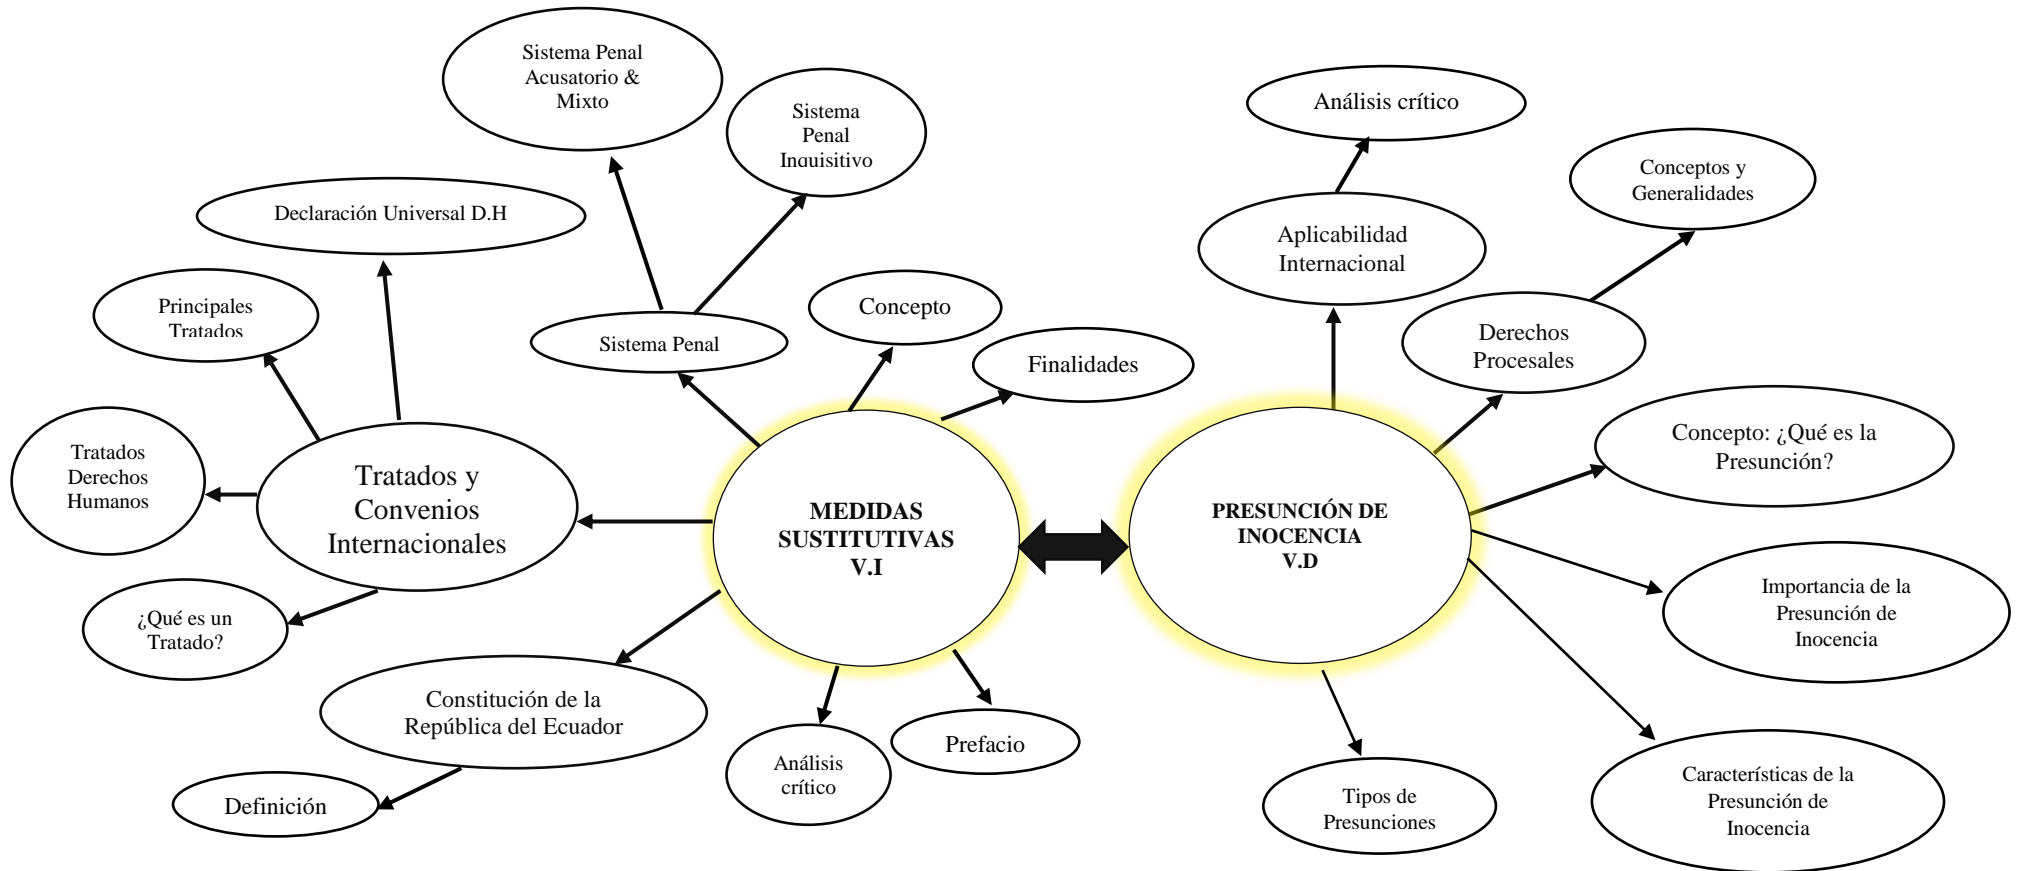 Sistema Penal
Acusatorio &
Mixto
Sistema
Penal
Inquisitivo
Análisis crítico
Conceptos y
Generalidades
Declaración Universal D.H
Aplicabilidad
Internacional
Principales
Tratados
Concepto
Sistema Penal
Finalidades
Derechos
Procesales
Tratados
Derechos
Humanos
Tratados y
Convenios
Internacionales
MEDIDAS
SUSTITUTIVAS
V.I
PRESUNCIÓN DE
INOCENCIA
V.D
Concepto: ¿Qué es la
Presunción?
¿Qué es un
Tratado?
Importancia de la
Presunción de
Inocencia
Constitución de la
República del Ecuador
Prefacio
Análisis
crítico
Definición
Tipos de
Presunciones
Características de la
Presunción de
Inocencia